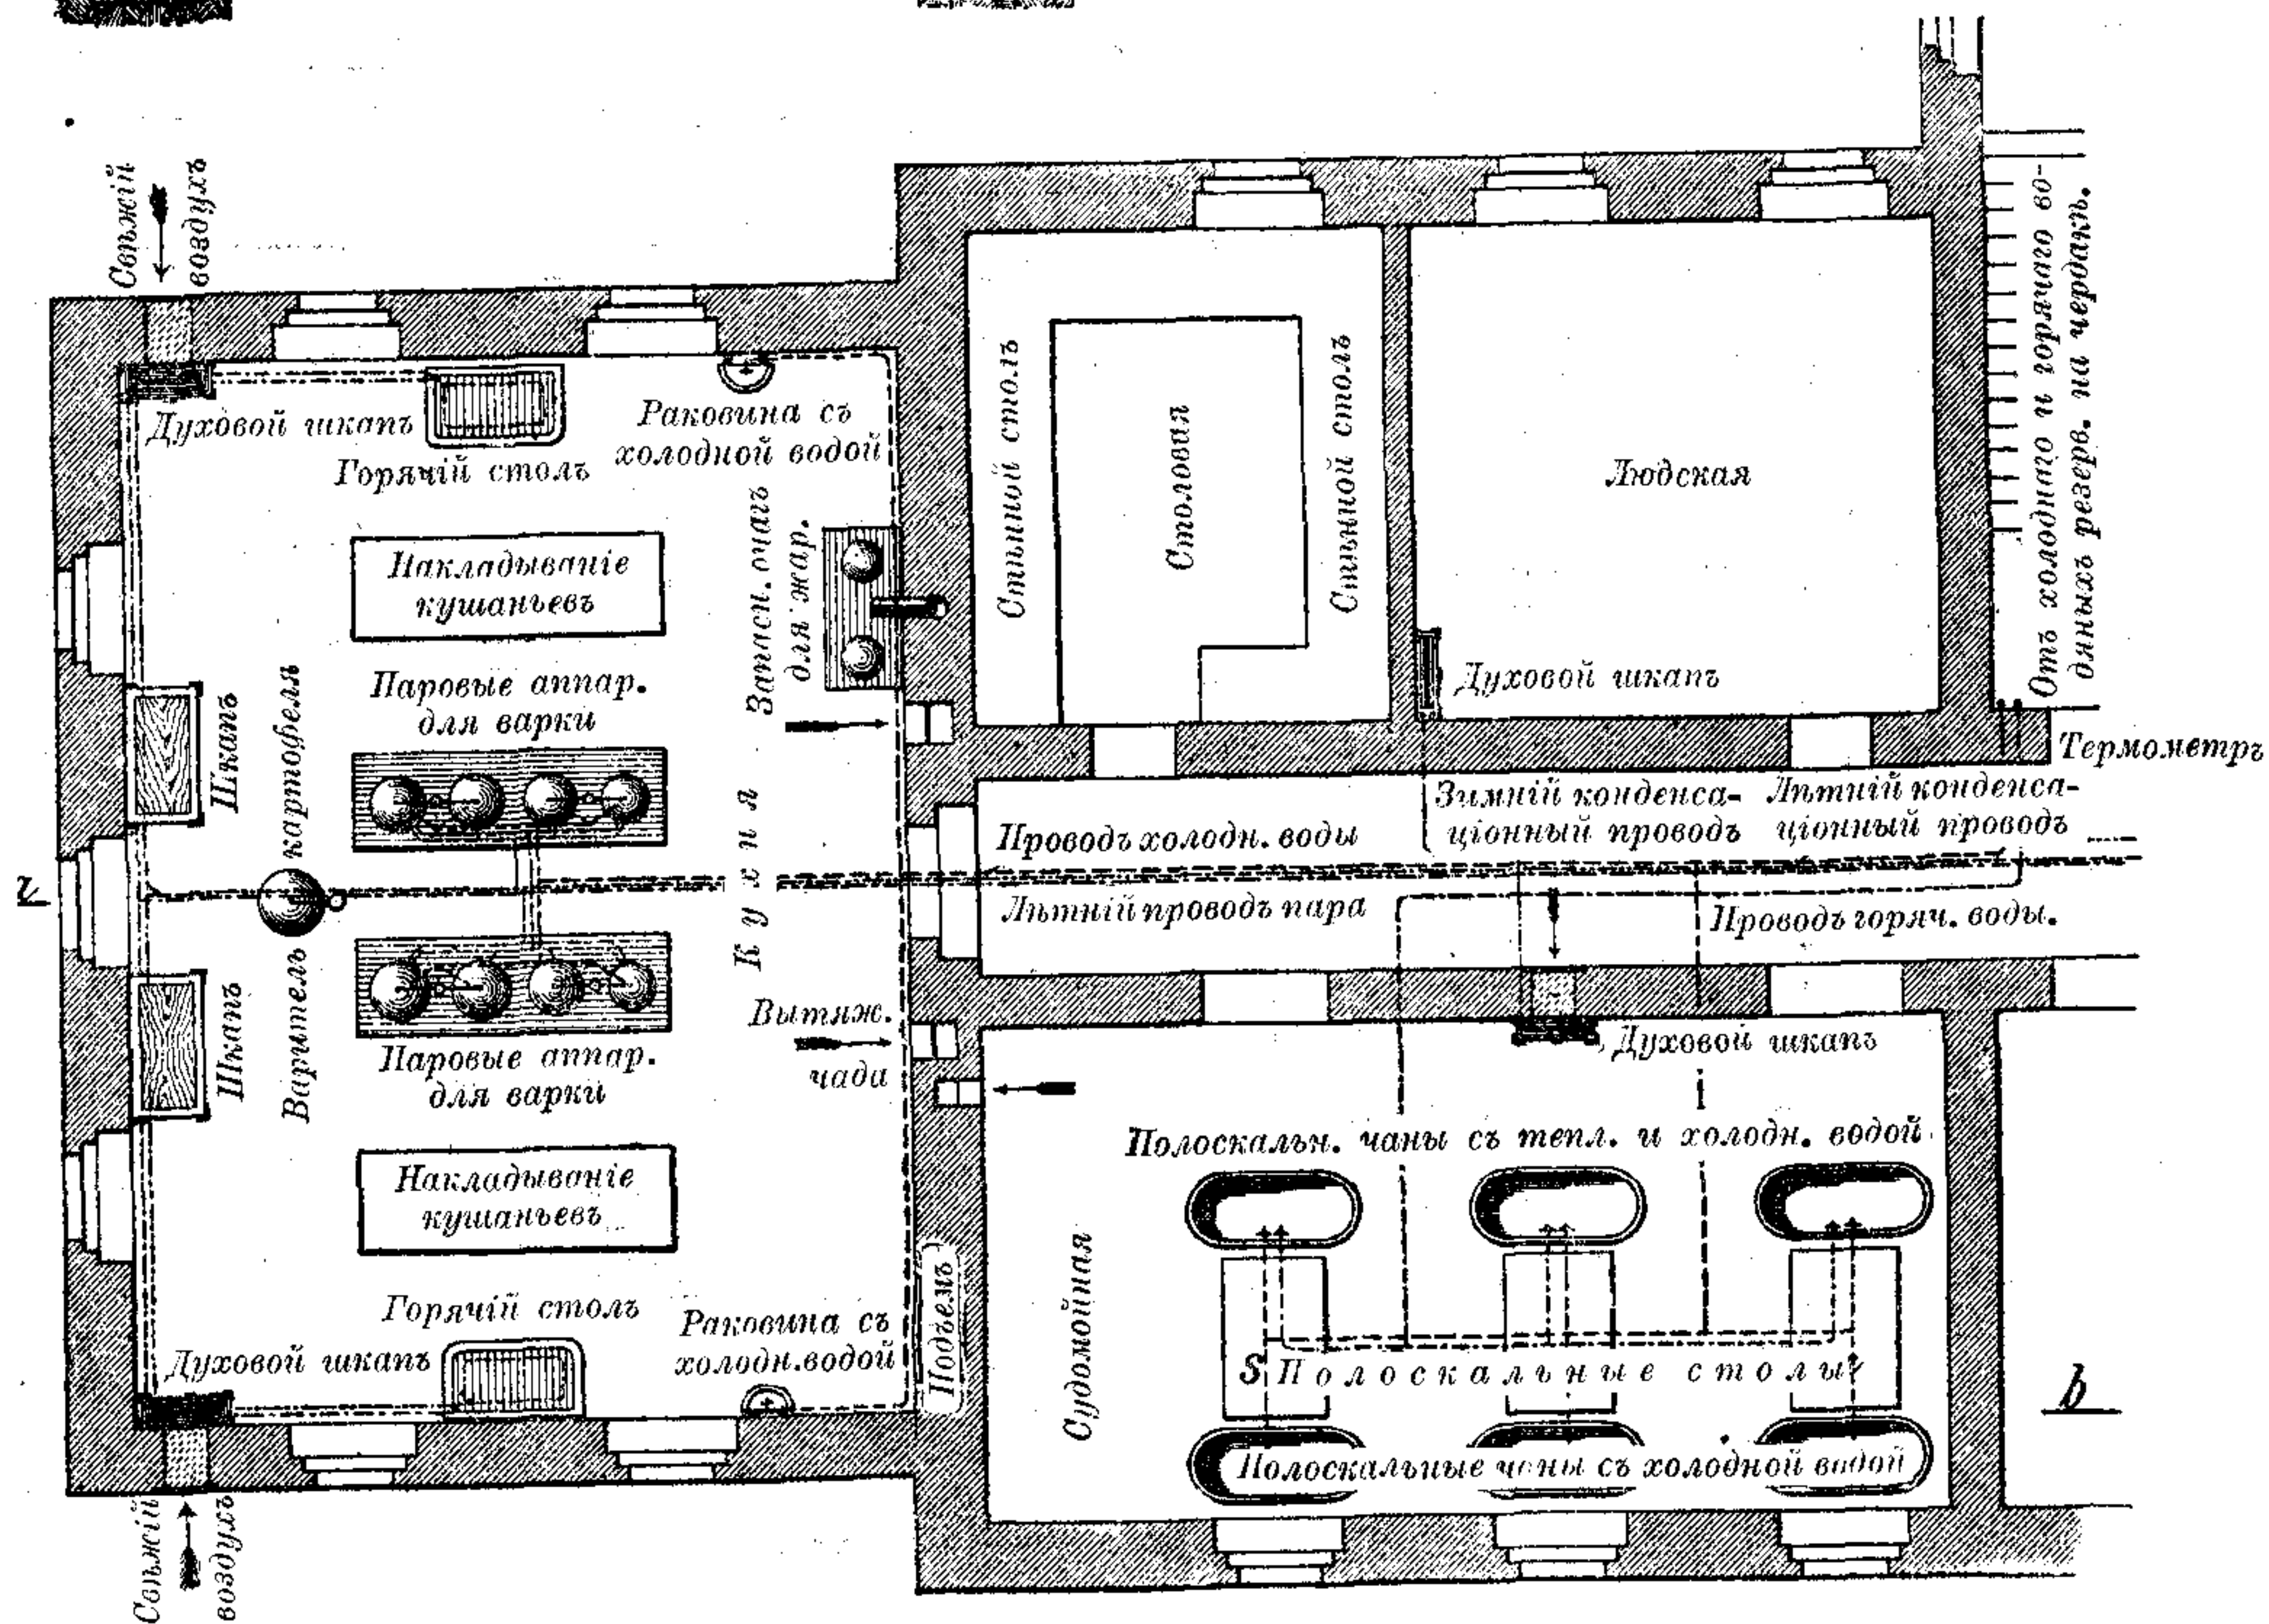 Свѣжій
воздухъ
Духовой шкапъ
Горячій столъ
Раковина съ
холодной водой
Накладываніе
кушаньевъ
Запасн. очагъ
для жар.
Паровые аппар.
для варки
Шкапъ
Варитель картофеля
Кухня
Шкапъ
Паровые аппар.
для варки
Вытяж.
чада
Накладываніе
кушаньевъ
Горячій столъ
Духовой шкапъ
Раковина съ
холодн. водой
Подъемъ
Свѣжій
воздухъ
Стѣнной столъ
Столовая
Стѣнной столъ
Людская
Духовой шкапъ
Отъ холоднаго и горячаго во-
дяныхъ резерв. на чердакѣ.
Термометръ
Проводъ холодн. воды
Зимній конденса-
ціонный проводъ
Лѣтній конденса-
ціонный проводъ
Лѣтній проводъ пара
Проводъ горяч. воды.
Духовой шкапъ
Полоскальн. чаны съ тепл. и холодн. водой
Судомойная
S Полоскальные столы
Полоскальные чаны съ холодной водой
b